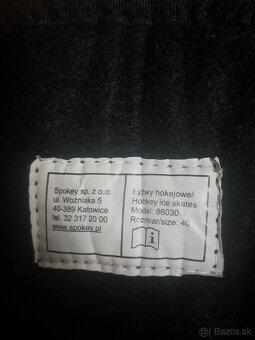 Spokey sp. z o.o.
ul. Woźniaka 5
40-389 Katowice
tel. 32 317 20 00
www.spokey.pl
Łyżwy hokejowe/
Hockey ice skates
Model: 86030
Rozmiar/size: 40
i
© Bazos.sk